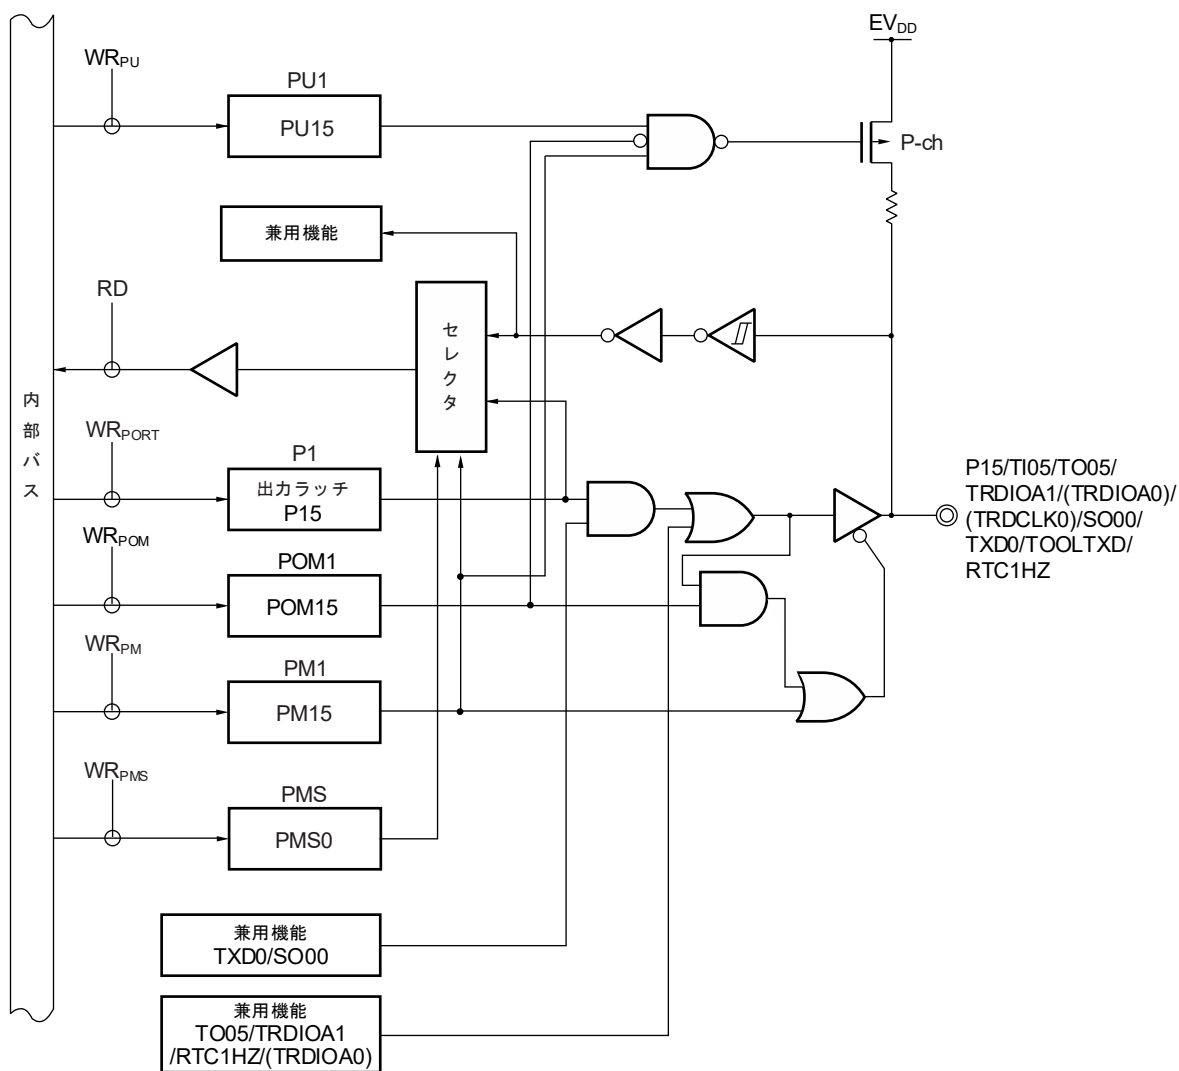 EVDD
WRPU
PU1
PU15
P-ch
兼用機能
RD
セレクタ
内部バス
WRPORT
P1
出力ラッチ
P15
P15/TI05/TO05/
TRDIOA1/(TRDIOA0)/
(TRDCLK0)/SO00/
TXD0/TOOLTXD/
RTC1HZ
WRPOM
POM1
POM15
WRPM
PM1
PM15
WRPMS
PMS
PMS0
兼用機能
TXD0/SO00
兼用機能
TO05/TRDIOA1
/RTC1HZ/(TRDIOA0)